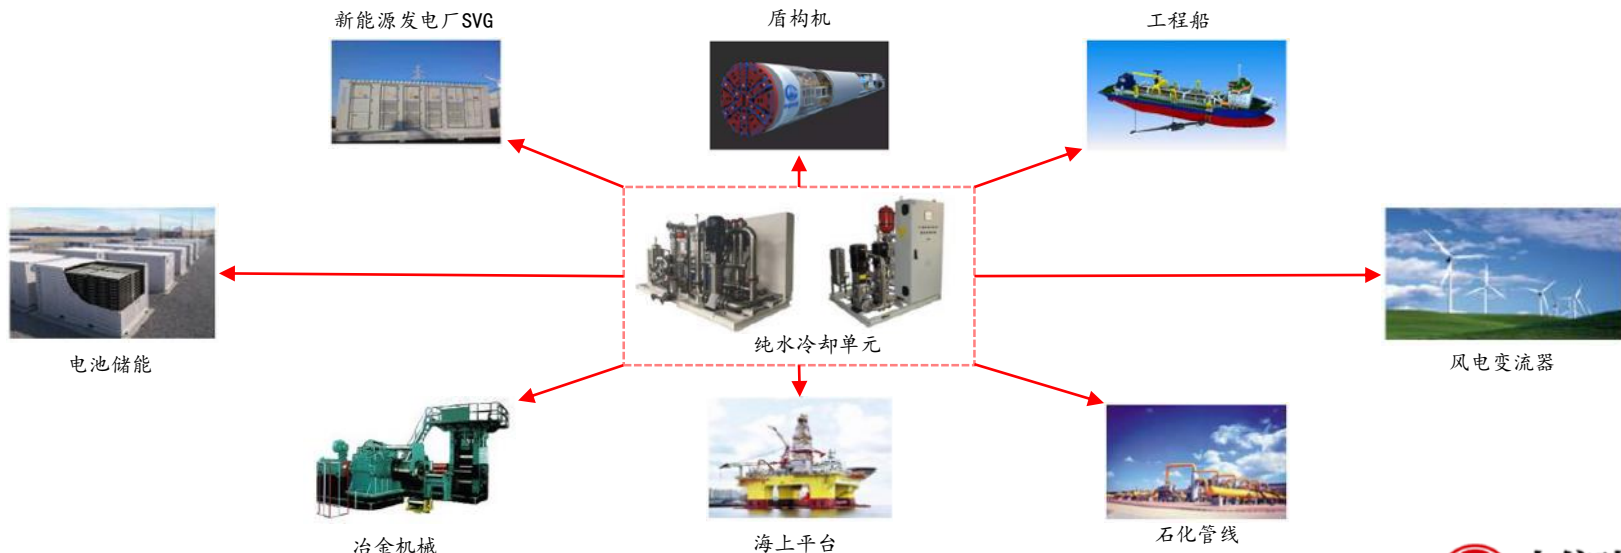 新能源发电厂SVG
盾构机
工程船
纯水冷却单元
电池储能
风电变流器
冶金机械
海上平台
石化管线